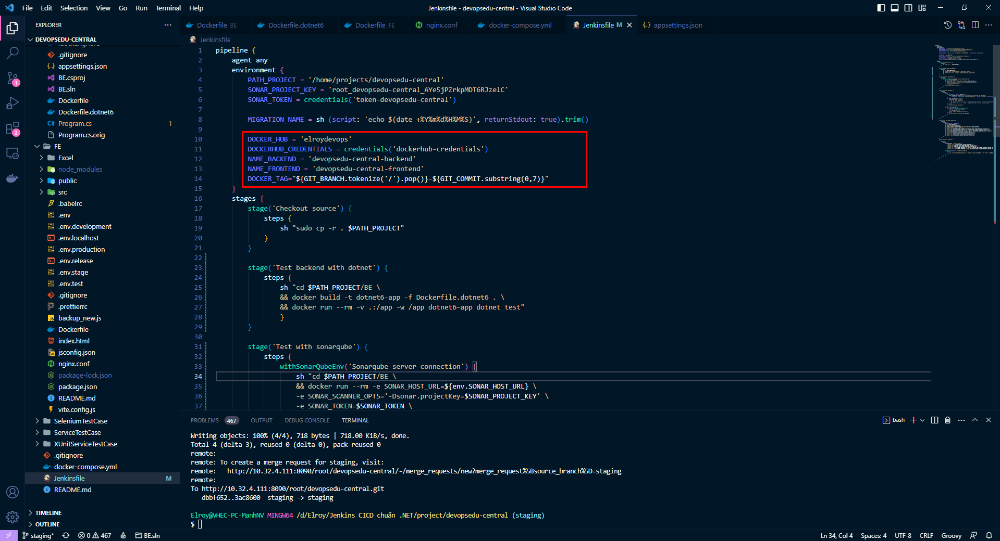 File Edit Selection View Go Run Terminal Help
Jenkinsfile - devopsedu-central - Visual Studio Code
EXPLORER
DEVOPSEDU-CENTRAL
.gitignore
appsettings.json
BE.csproj
BE.sln
Dockerfile
Dockerfile.dotnet6
Program.cs 1
Program.cs.orig
FE
Excel
node_modules
public
src
.babelrc
.env
.env.development
.env.localhost
.env.production
.env.release
.env.stage
.env.test
.gitignore
.prettierrc
backup_new.js
Dockerfile
index.html
jsconfig.json
nginx.conf
package-lock.json
package.json
README.md
vite.config.js
SeleniumTestCase
ServiceTestCase
XUnitServiceTestCase
.gitignore
docker-compose.yml
Jenkinsfile M
README.md
TIMELINE
OUTLINE
1
2
Dockerfile BE Dockerfile.dotnet6 Dockerfile FE nginx.conf docker-compose.yml Jenkinsfile M appsettings.json
Jenkinsfile
1 pipeline {
2 agent any
3 environment {
4 PATH_PROJECT = '/home/projects/devopsedu-central'
5 SONAR_PROJECT_KEY = 'root_devopsedu-central_AYe5jPZrkpMDT6RJzelC'
6 SONAR_TOKEN = credentials('token-devopsedu-central')
7
8 MIGRATION_NAME = sh (script: 'echo $(date +%Y%m%d%H%M%S)', returnStdout: true).trim()
9
10 DOCKER_HUB = 'elroydevops'
11 DOCKERHUB_CREDENTIALS = credentials('dockerhub-credentials')
12 NAME_BACKEND = 'devopsedu-central-backend'
13 NAME_FRONTEND = 'devopsedu-central-frontend'
14 DOCKER_TAG="${GIT_BRANCH.tokenize('/').pop()}-${GIT_COMMIT.substring(0,7)}"
15 }
16 stages {
17 stage('Checkout source') {
18 steps {
19 sh "sudo cp -r . $PATH_PROJECT"
20 }
21 }
22
23 stage('Test backend with dotnet') {
24 steps {
25 sh "cd $PATH_PROJECT/BE \
26 && docker build -t dotnet6-app -f Dockerfile.dotnet6 . \
27 && docker run --rm -v .:/app -w /app dotnet6-app dotnet test"
28 }
29 }
30
31 stage('Test with sonarqube') {
32 steps {
33 withSonarQubeEnv('Sonarqube server connection') {
34 sh "cd $PATH_PROJECT/BE \
35 && docker run --rm -e SONAR_HOST_URL=${env.SONAR_HOST_URL} \
36 -e SONAR_SCANNER_OPTS='-Dsonar.projectKey=$SONAR_PROJECT_KEY' \
37 -e SONAR_TOKEN=$SONAR_TOKEN \
PROBLEMS 467 OUTPUT DEBUG CONSOLE TERMINAL bash
Writing objects: 100% (4/4), 718 bytes | 718.00 KiB/s, done.
Total 4 (delta 3), reused 0 (delta 0), pack-reused 0
remote:
remote: To create a merge request for staging, visit:
remote: http://10.32.4.111:8090/root/devopsedu-central/-/merge_requests/new?merge_request%5Bsource_branch%5D=staging
remote:
To http://10.32.4.111:8090/root/devopsedu-central.git
dbbf652..3ac8600 staging -> staging
Elroy@VHEC-PC-ManhNV MINGW64 /d/Elroy/Jenkins CICD chuẩn .NET/project/devopsedu-central (staging)
$
staging* 0 467 BE.sln
Ln 34, Col 4 Spaces: 4 UTF-8 CRLF Groovy